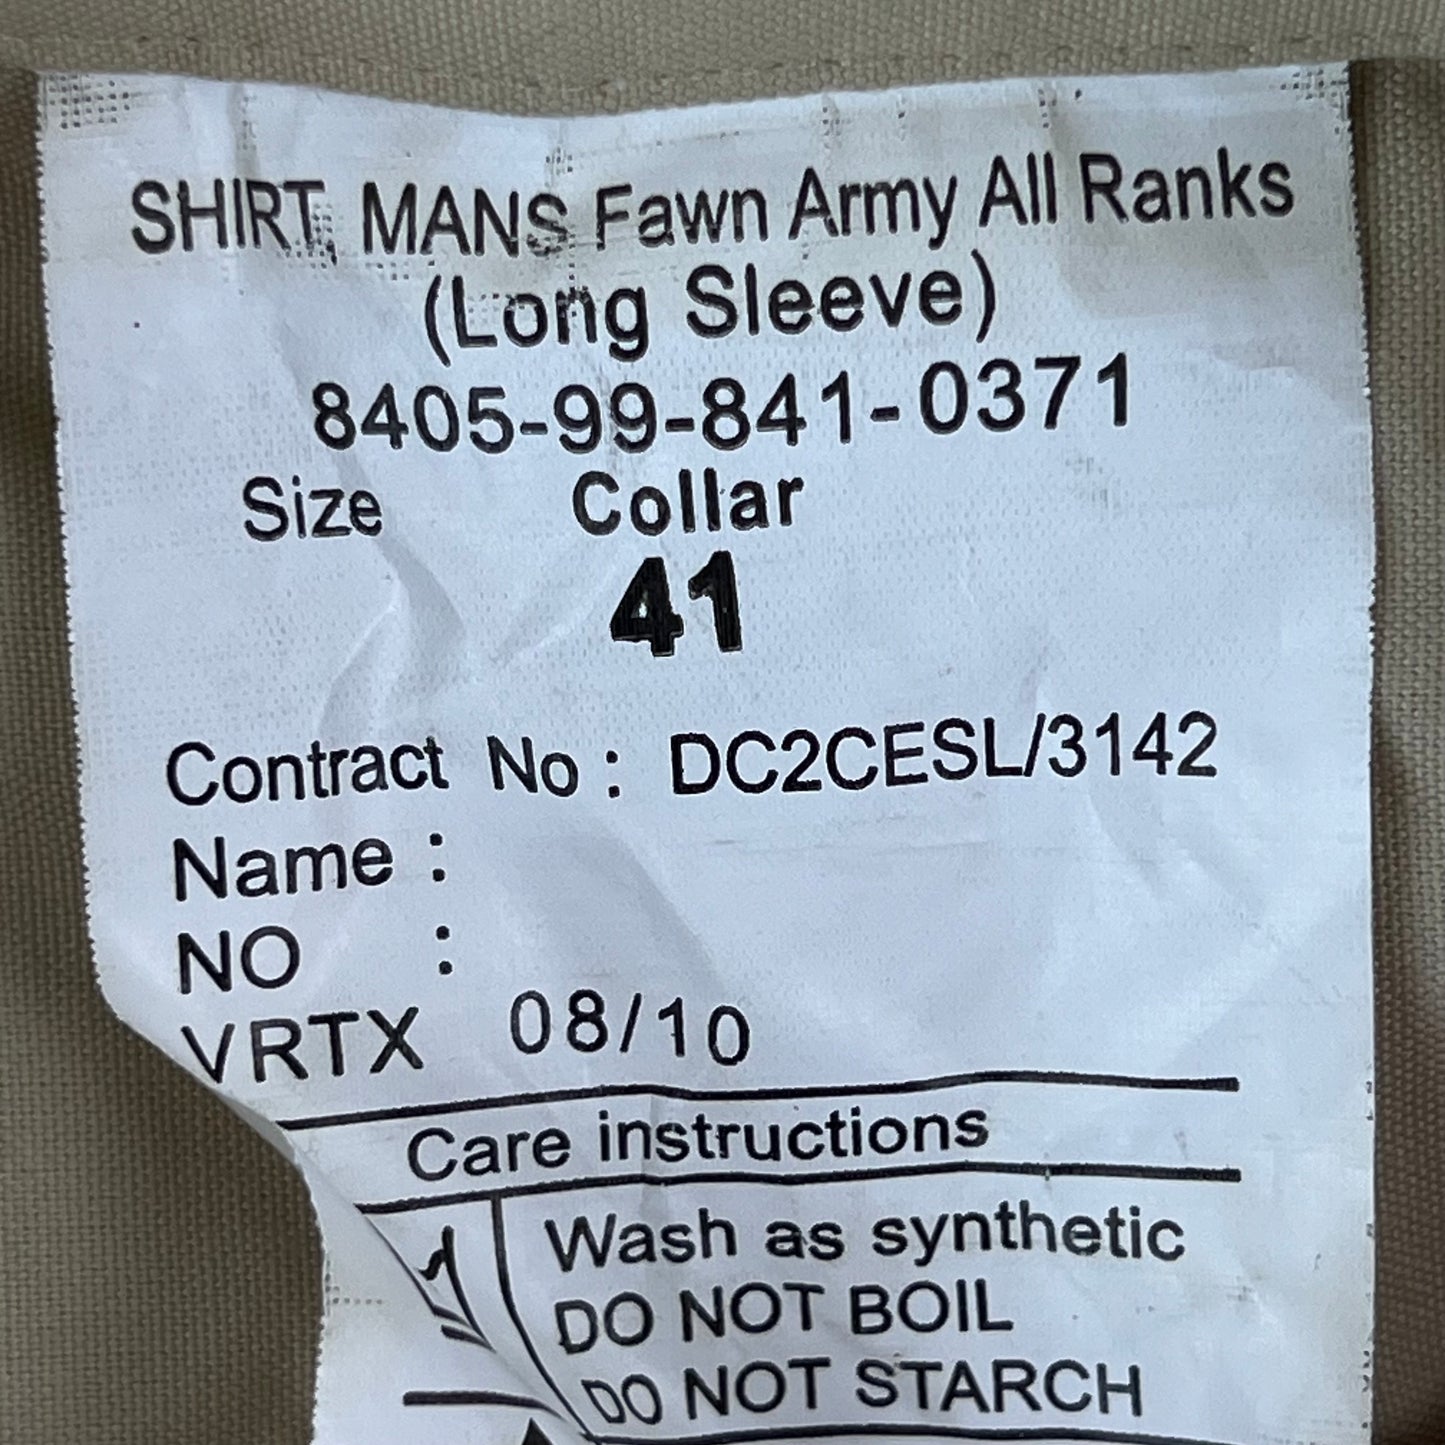 SHIRT, MANS Fawn Army All Ranks
(Long Sleeve)
8405-99-841-0371
Size Collar
41
Contract No : DC2CESL/3142
Name :
NO :
VRTX 08/10
Care instructions
Wash as synthetic
DO NOT BOIL
DO NOT STARCH